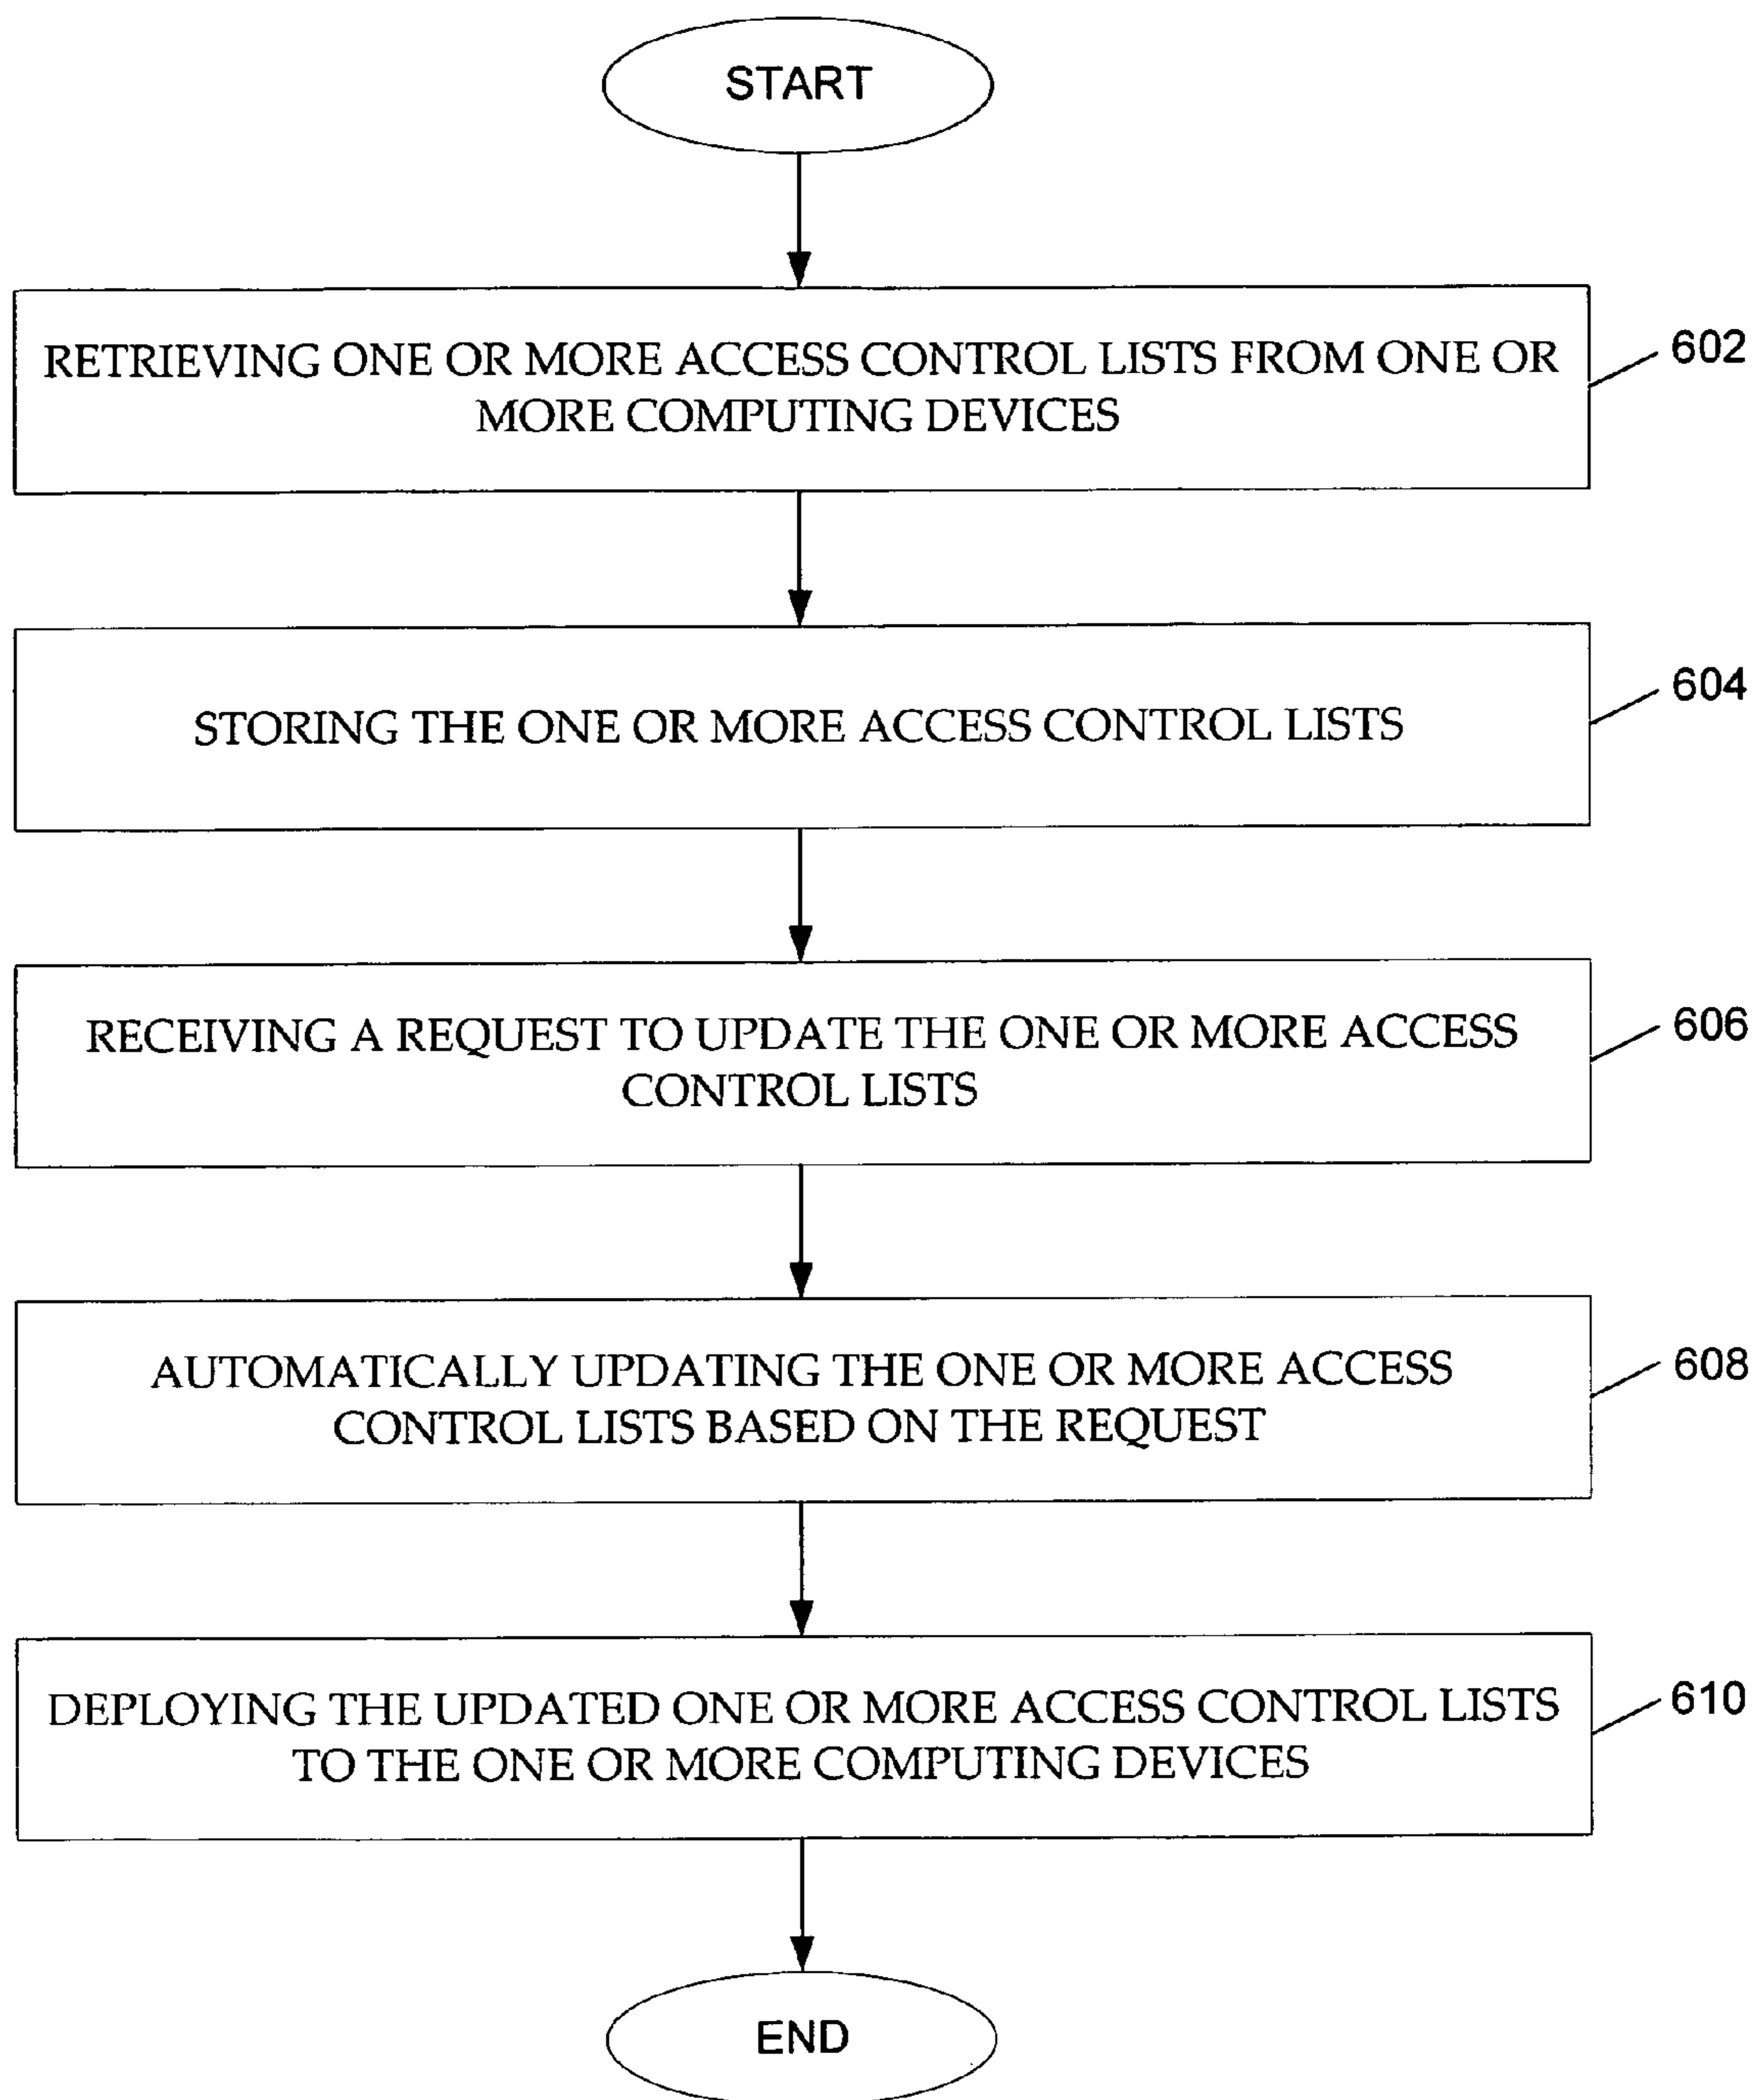 START
RETRIEVING ONE OR MORE ACCESS CONTROL LISTS FROM ONE OR
MORE COMPUTING DEVICES
602
STORING THE ONE OR MORE ACCESS CONTROL LISTS
604
RECEIVING A REQUEST TO UPDATE THE ONE OR MORE ACCESS
CONTROL LISTS
606
AUTOMATICALLY UPDATING THE ONE OR MORE ACCESS
CONTROL LISTS BASED ON THE REQUEST
608
DEPLOYING THE UPDATED ONE OR MORE ACCESS CONTROL LISTS
TO THE ONE OR MORE COMPUTING DEVICES
610
END